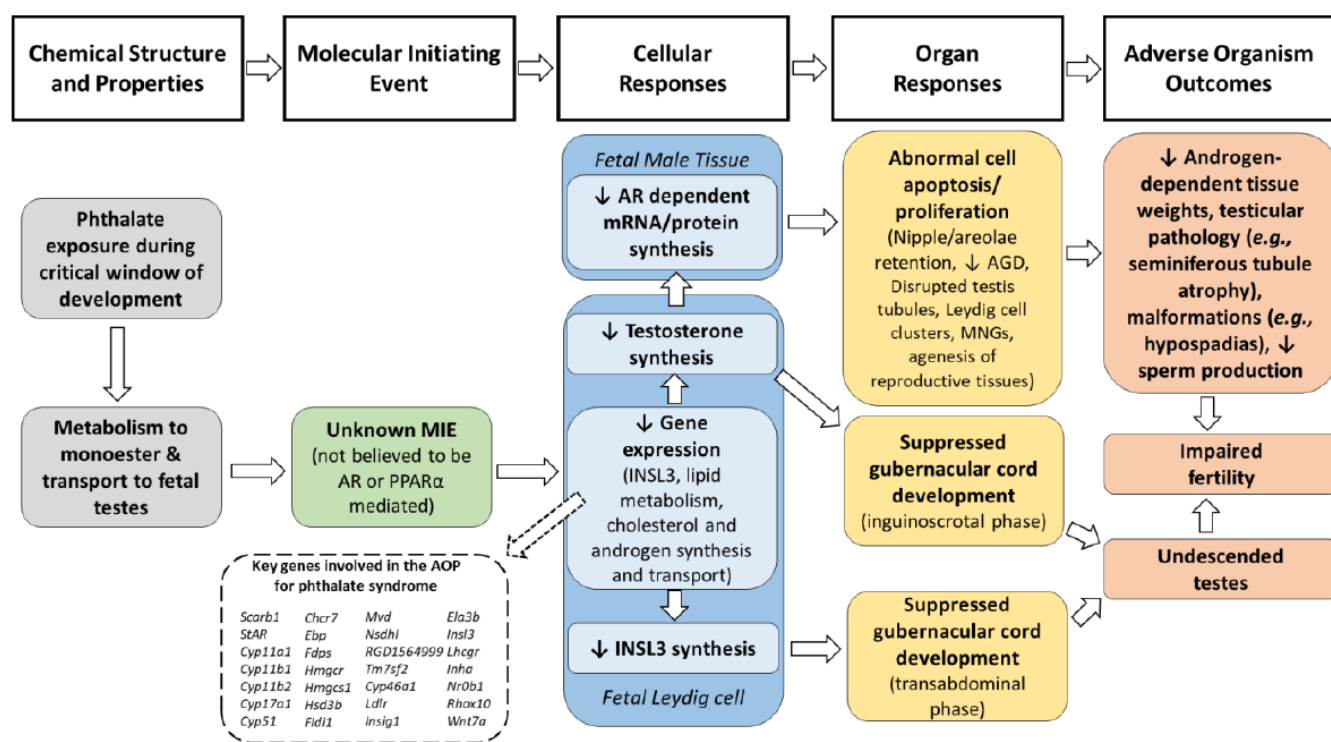 Chemical Structure
and Properties
Molecular Initiating
Event
Cellular
Responses
Organ
Responses
Adverse Organism
Outcomes
Phthalate
exposure during
critical window of
development
Metabolism to
monoester &
transport to fetal
testes
Unknown MIE
(not believed to be
AR or PPARα
mediated)
Key genes involved in the AOP
for phthalate syndrome
Scarb1 Chcr7 Mvd Ela3b
StAR Ebp Nsdhl Insl3
Cyp11a1 Fdps RGD1564999 Lhcgr
Cyp11b1 Hmgcr Tm7sf2 Inha
Cyp11b2 Hmgcs1 Cyp46a1 Nr0b1
Cyp17a1 Hsd3b Ldlr Rhox10
Cyp51 Fldi1 Insig1 Wnt7a
Fetal Male Tissue
↓ AR dependent
mRNA/protein
synthesis
↓ Testosterone
synthesis
↓ Gene
expression
(INSL3, lipid
metabolism,
cholesterol and
androgen synthesis
and transport)
↓ INSL3 synthesis
Fetal Leydig cell
Abnormal cell
apoptosis/
proliferation
(Nipple/areolae
retention, ↓ AGD,
Disrupted testis
tubules, Leydig cell
clusters, MNGs,
agenesis of
reproductive tissues)
Suppressed
gubernacular cord
development
(inguinoscrotal phase)
Suppressed
gubernacular cord
development
(transabdominal
phase)
↓ Androgen-
dependent tissue
weights, testicular
pathology (e.g.,
seminiferous tubule
atrophy),
malformations (e.g.,
hypospadias), ↓
sperm production
Impaired
fertility
Undescended
testes